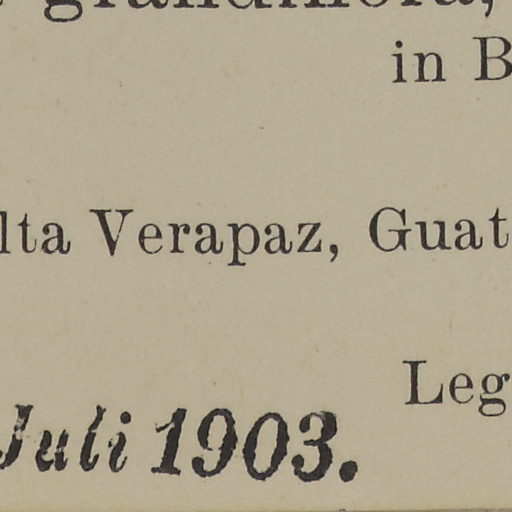 in B
lta Verapaz, Guat
Leg
Juli 1903.